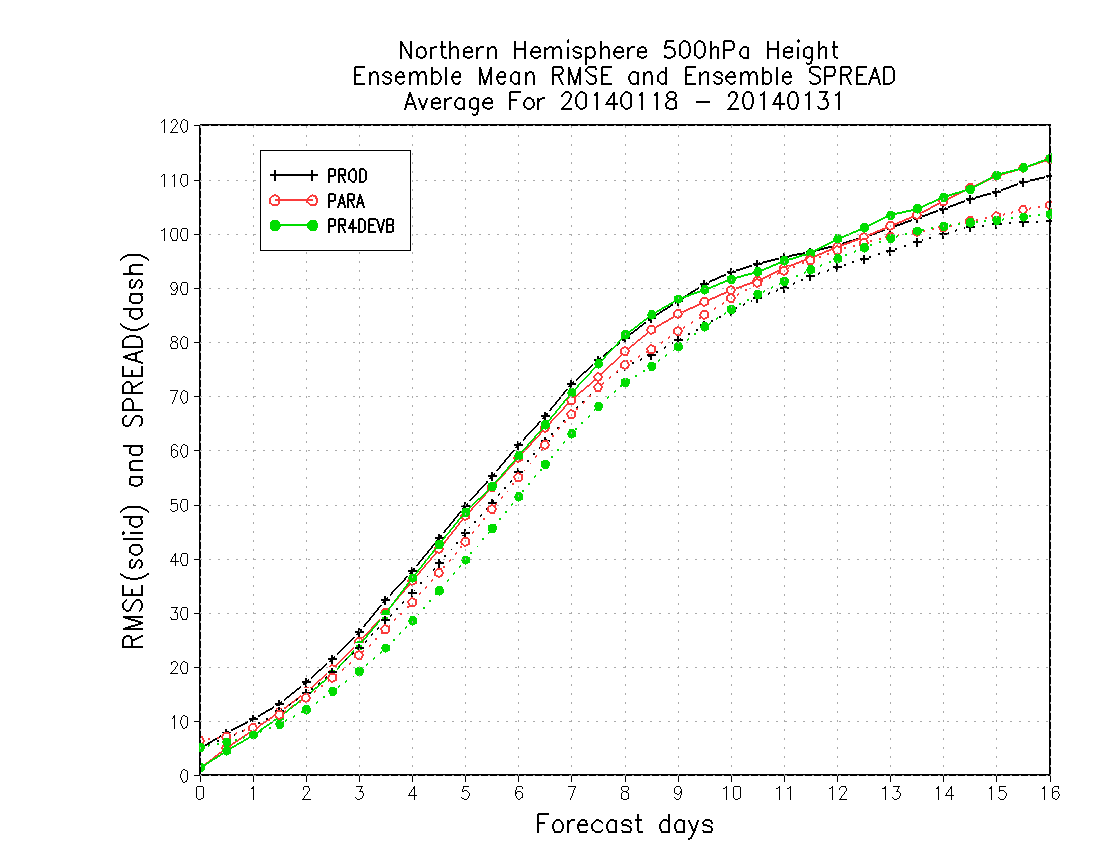 Northern Hemisphere 500hPa Height
Ensemble Mean RMSE and Ensemble SPREAD
Average For 20140118 - 20140131
RMSE(solid) and SPREAD(dash)
120
110
100
90
80
70
60
50
40
30
20
10
0
PROD
PARA
PR4DEVB
0 1 2 3 4 5 6 7 8 9 10 11 12 13 14 15 16
Forecast days